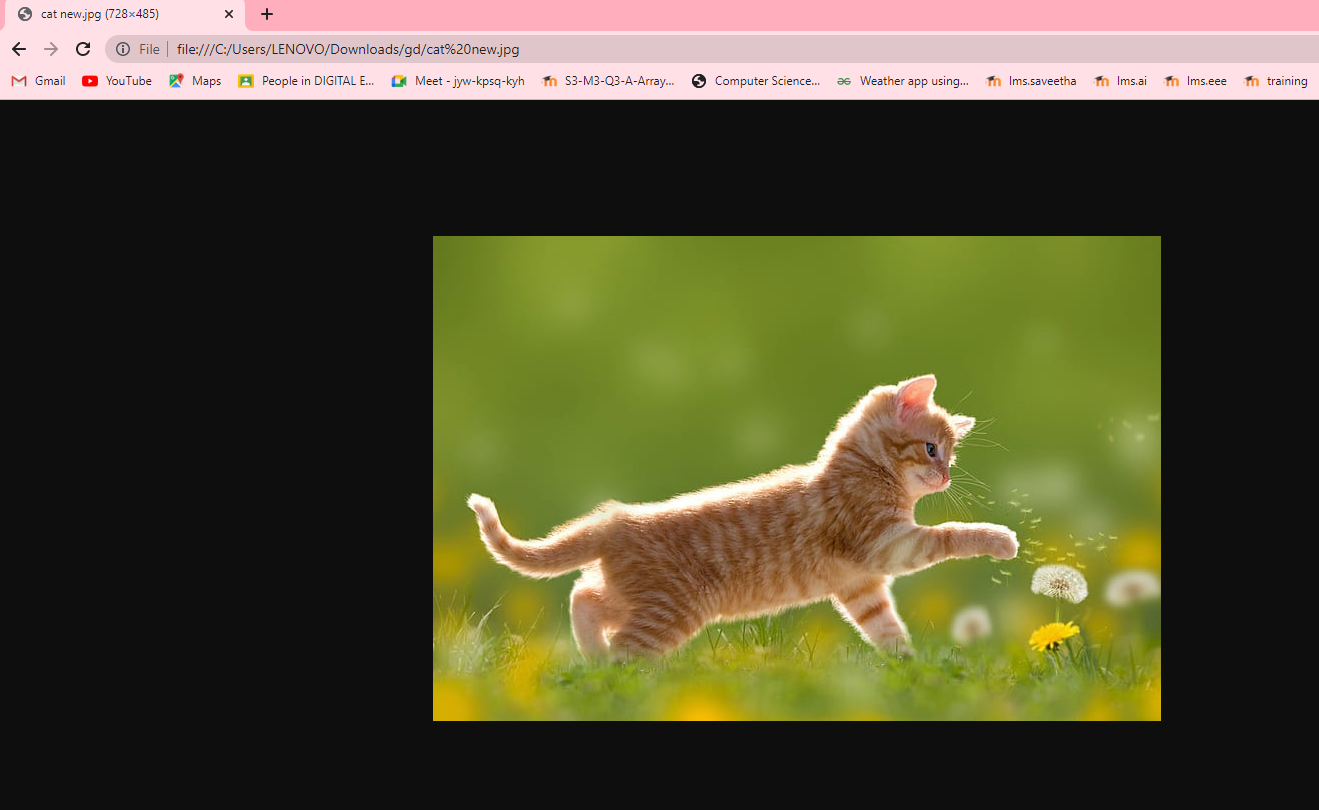 cat new.jpg (728×485)
File file:///C:/Users/LENOVO/Downloads/gd/cat%20new.jpg
Gmail YouTube Maps People in DIGITAL E... Meet - jyw-kpsq-kyh S3-M3-Q3-A-Array... Computer Science... Weather app using... lms.saveetha lms.ai lms.eee training